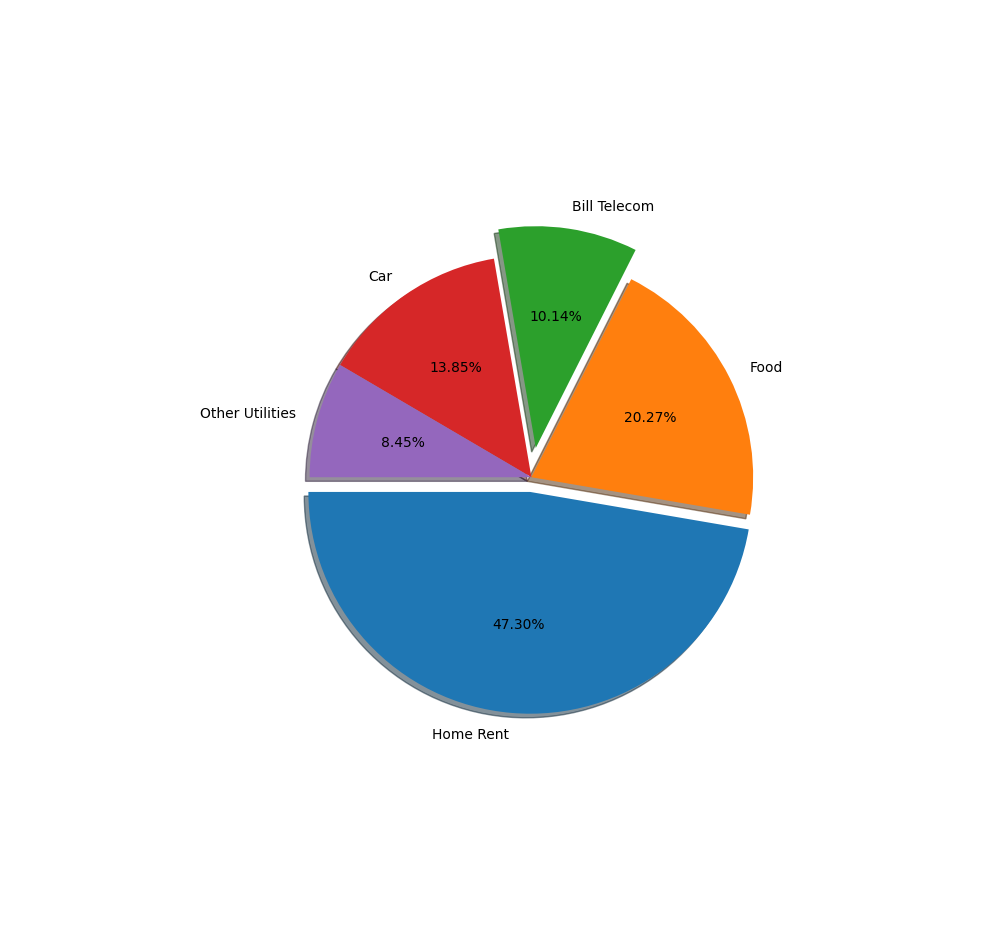 Bill Telecom
Car
10.14%
13.85%
Food
Other Utilities
20.27%
8.45%
47.30%
Home Rent